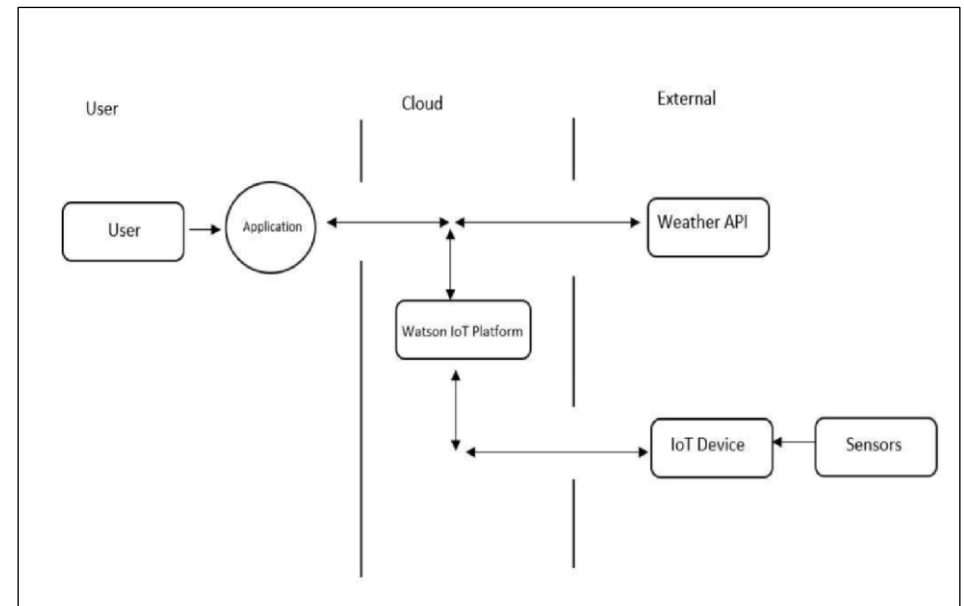 User
Cloud
External
User
Application
Weather API
Watson IoT Platform
IoT Device
Sensors